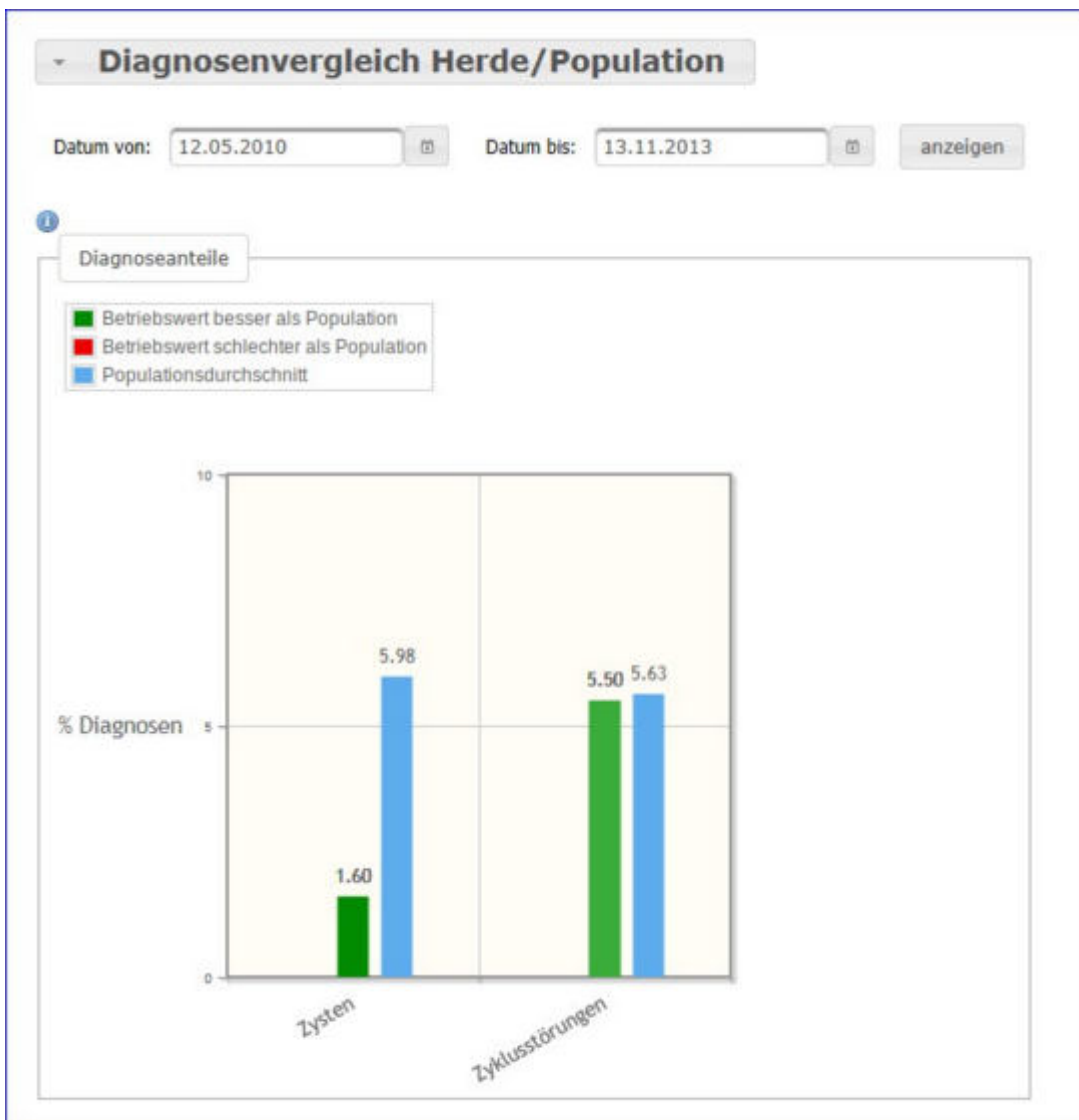 Diagnosenvergleich Herde/Population
Datum von: 12.05.2010 Datum bis: 13.11.2013 anzeigen
Diagnoseanteile
Betriebswert besser als Population
Betriebswert schlechter als Population
Populationsdurchschnitt
10
5.98
5.50 5.63
% Diagnosen 5
1.60
0
Zysten
Zyklusstörungen